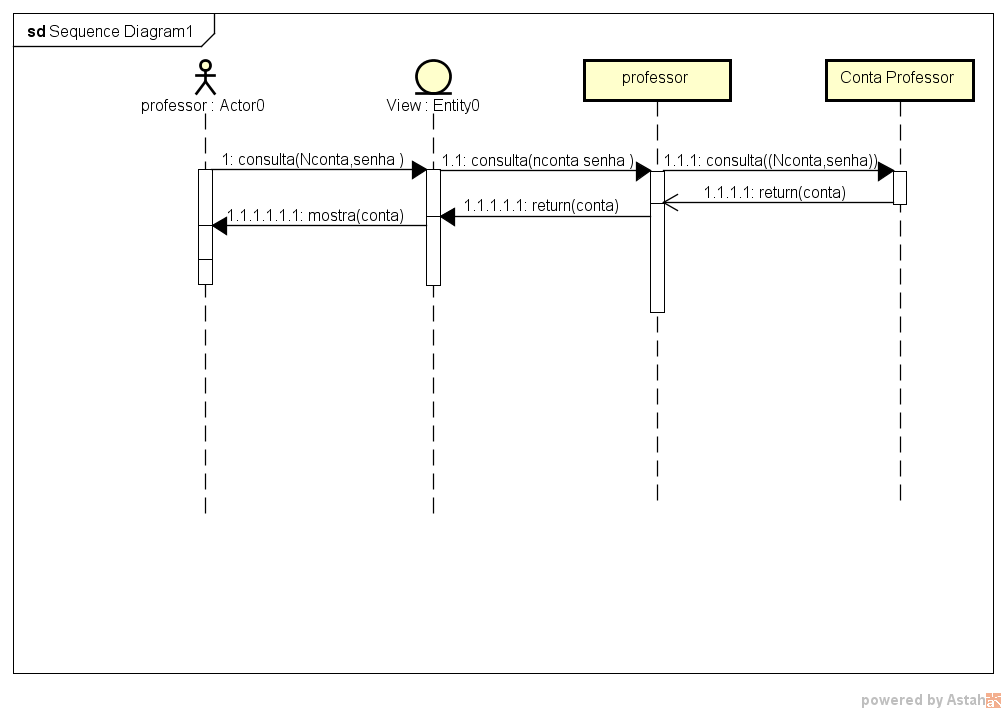 sd Sequence Diagram1
professor : Actor0
View : Entity0
professor
Conta Professor
1: consulta(Nconta,senha )
1.1: consulta(nconta senha )
1.1.1: consulta((Nconta,senha))
1.1.1.1: return(conta)
1.1.1.1.1: return(conta)
1.1.1.1.1.1: mostra(conta)
powered by Astah